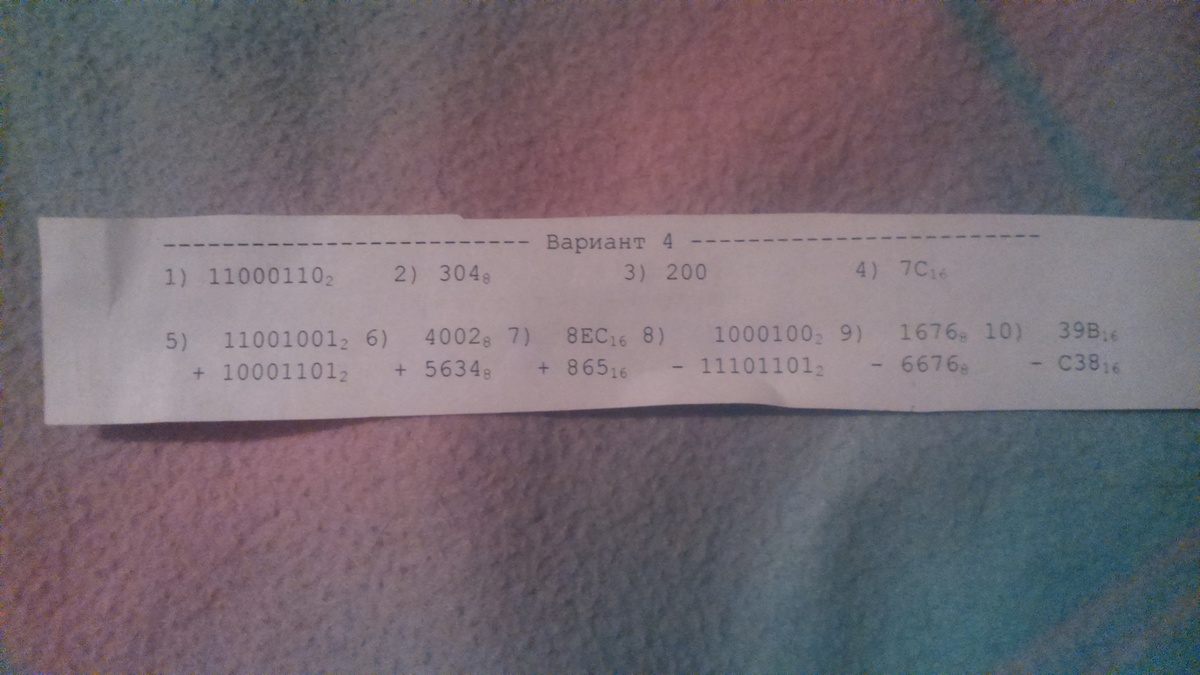 ------------------------- Вариант 4 ------------------------
1) 11000110₂ 2) 304₈ 3) 200 4) 7C₁₆
5) 11001001₂ 6) 4002₈ 7) 8EC₁₆ 8) 1000100₂ 9) 1676₈ 10) 39B₁₆
+ 10001101₂ + 5634₈ + 865₁₆ - 11101101₂ - 6676₈ - C38₁₆